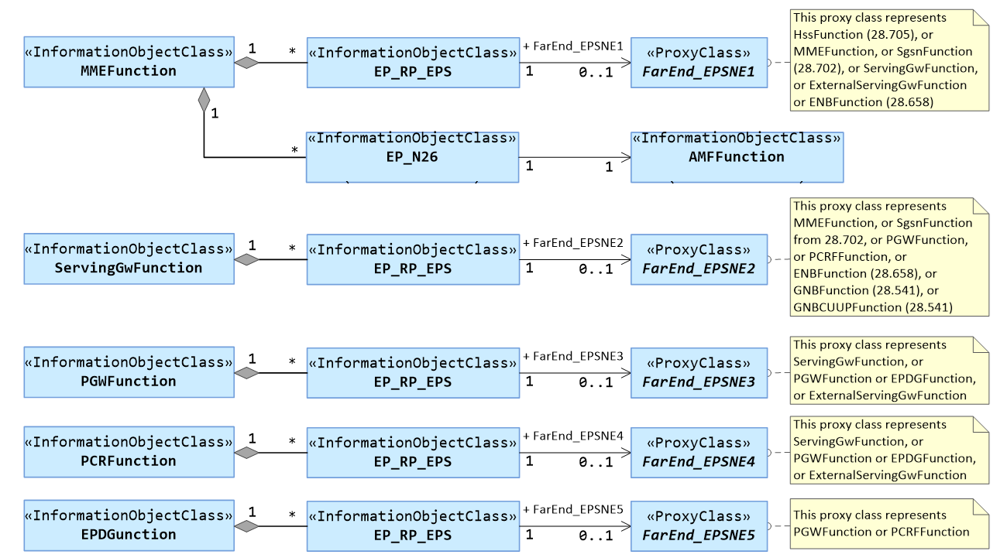 «InformationObjectClass»
MMEFunction
1
*
«InformationObjectClass»
EP_RP_EPS
+ FarEnd_EPSNE1
1
0..1
«ProxyClass»
FarEnd_EPSNE1
This proxy class represents
HssFunction (28.705), or
MMEFunction, or SgsnFunction
(28.702), or ServingGwFunction,
or ExternalServingGwFunction
or ENBFunction (28.658)
1
*
«InformationObjectClass»
EP_N26
1
1
«InformationObjectClass»
AMFFunction
«InformationObjectClass»
ServingGwFunction
1
*
«InformationObjectClass»
EP_RP_EPS
+ FarEnd_EPSNE2
1
0..1
«ProxyClass»
FarEnd_EPSNE2
This proxy class represents
MMEFunction, or SgsnFunction
from 28.702, or PGWFunction,
or PCRFFunction, or
ENBFunction (28.658), or
GNBFunction (28.541), or
GNBCUUPFunction (28.541)
«InformationObjectClass»
PGWFunction
1
*
«InformationObjectClass»
EP_RP_EPS
+ FarEnd_EPSNE3
1
0..1
«ProxyClass»
FarEnd_EPSNE3
This proxy class represents
ServingGwFunction, or
PGWFunction or EPDGFunction,
or ExternalServingGwFunction
«InformationObjectClass»
PCRFunction
1
*
«InformationObjectClass»
EP_RP_EPS
+ FarEnd_EPSNE4
1
0..1
«ProxyClass»
FarEnd_EPSNE4
This proxy class represents
ServingGwFunction, or
PGWFunction or EPDGFunction,
or ExternalServingGwFunction
«InformationObjectClass»
EPDGunction
1
*
«InformationObjectClass»
EP_RP_EPS
+ FarEnd_EPSNE5
1
0..1
«ProxyClass»
FarEnd_EPSNE5
This proxy class represents
PGWFunction or PCRFFunction